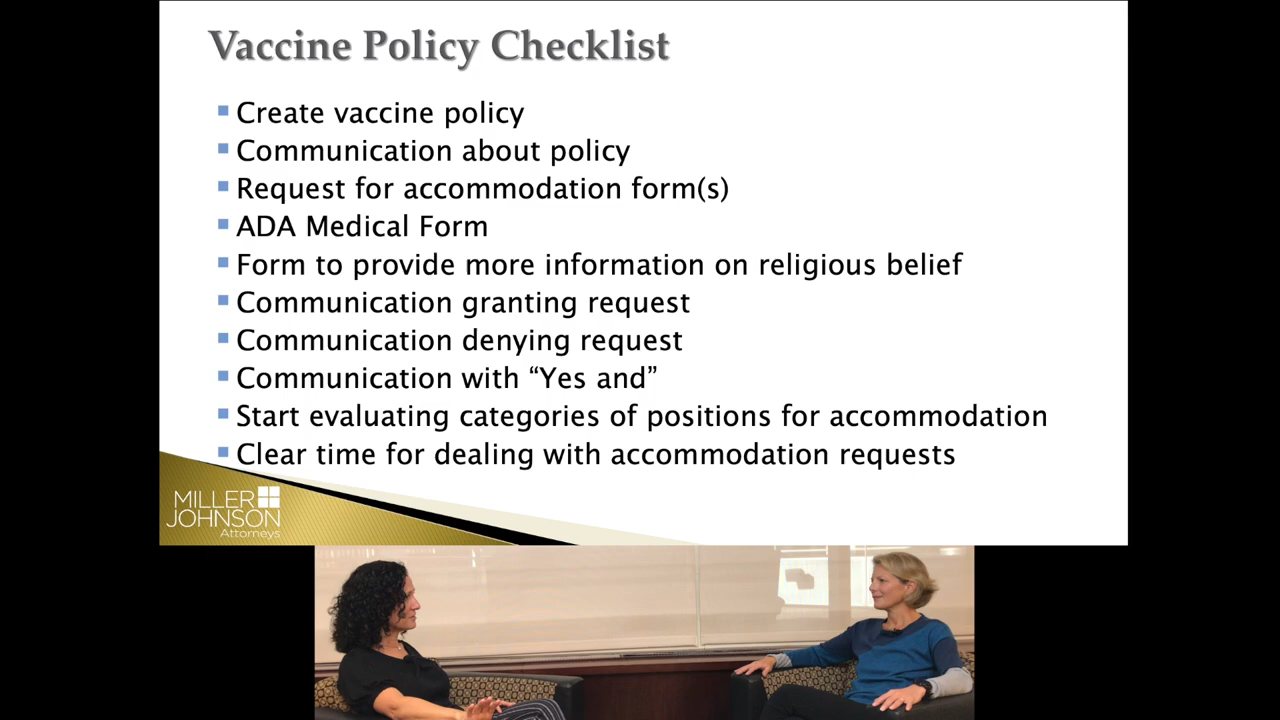 Vaccine Policy Checklist
Create vaccine policy
Communication about policy
Request for accommodation form(s)
ADA Medical Form
Form to provide more information on religious belief
Communication granting request
Communication denying request
Communication with “Yes and”
Start evaluating categories of positions for accommodation
Clear time for dealing with accommodation requests
MILLER
JOHNSON
Attorneys